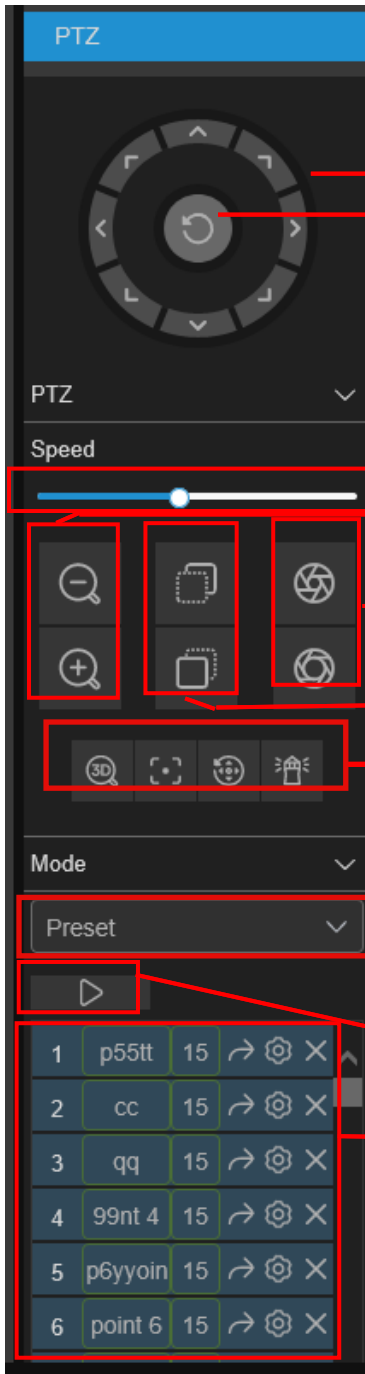 PTZ
PTZ
Speed
3D
Mode
Preset
1 p55tt 15
2 cc 15
3 qq 15
4 99nt 4 15
5 p6yyoin 15
6 point 6 15